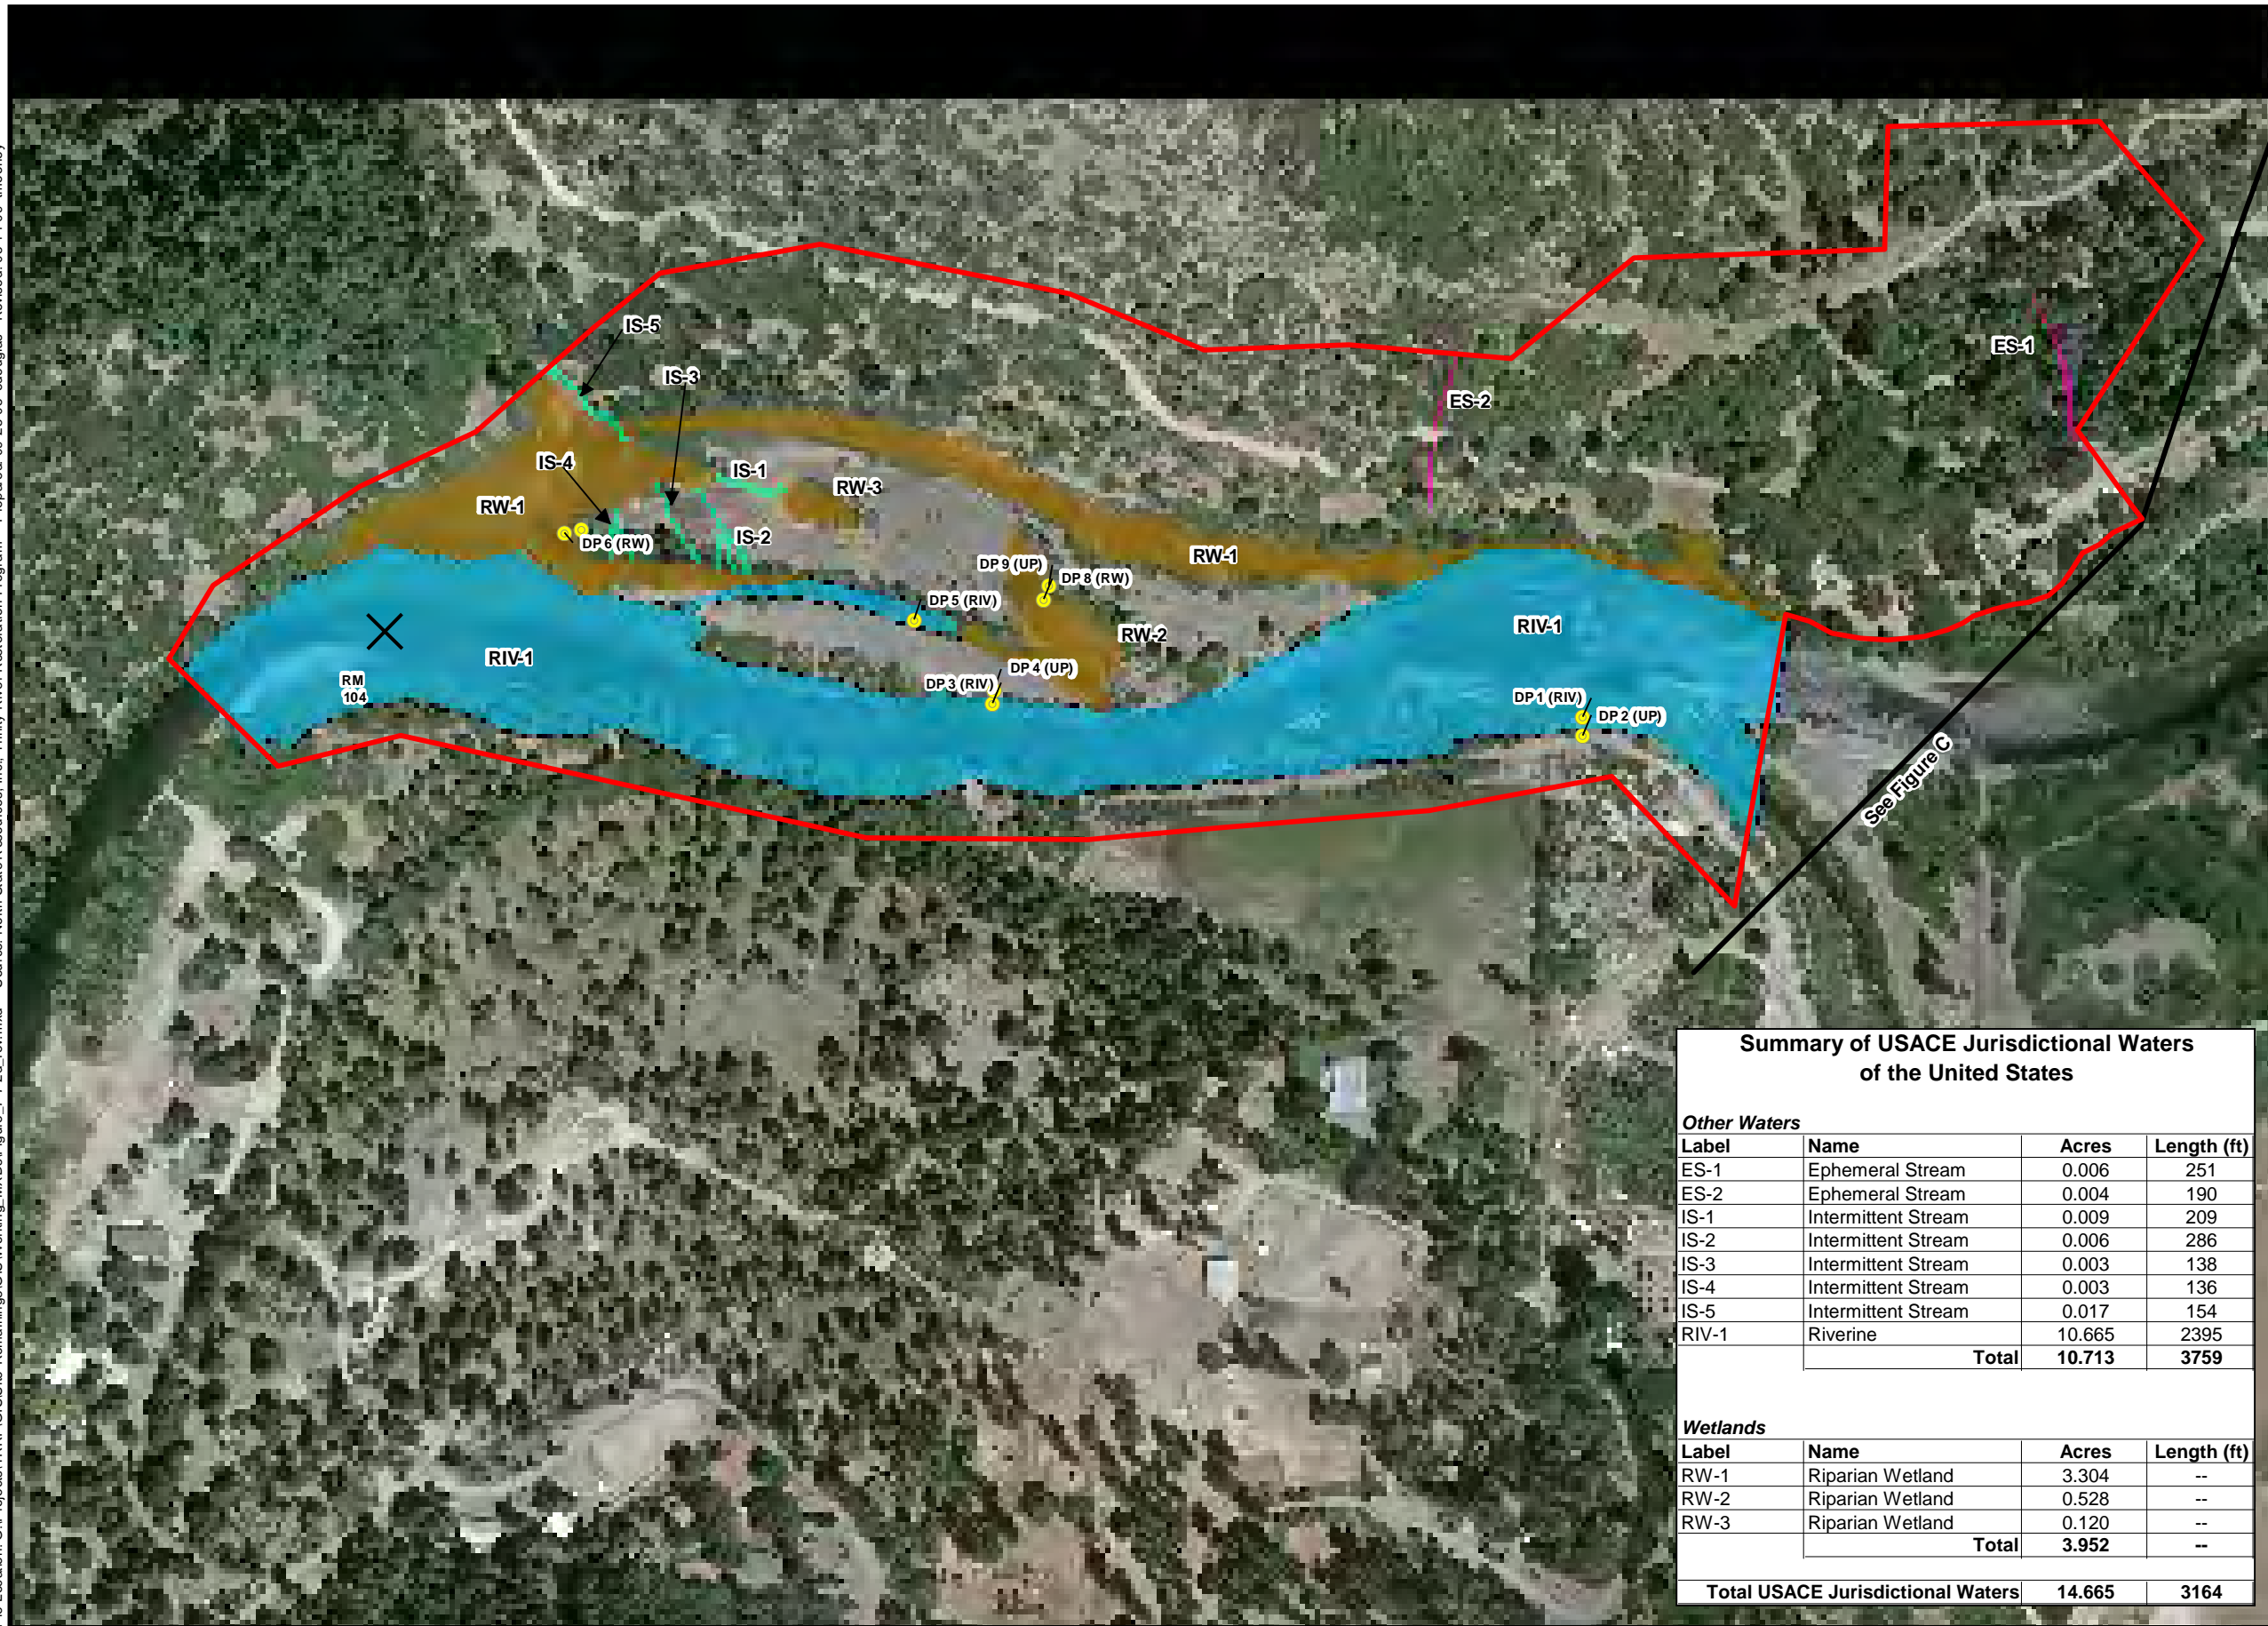 IS-5
IS-3
ES-1
ES-2
IS-4
IS-1
RW-3
RW-1
IS-2
DP 6 (RW)
DP 9 (UP)
DP 8 (RW)
RW-1
DP 5 (RIV)
RW-2
RIV-1
RIV-1
RM
104
DP 4 (UP)
DP 3 (RIV)
DP 1 (RIV)
DP 2 (UP)
See Figure C
Summary of USACE Jurisdictional Waters
of the United States
Other Waters
Label Name Acres Length (ft)
ES-1 Ephemeral Stream 0.006 251
ES-2 Ephemeral Stream 0.004 190
IS-1 Intermittent Stream 0.009 209
IS-2 Intermittent Stream 0.006 286
IS-3 Intermittent Stream 0.003 138
IS-4 Intermittent Stream 0.003 136
IS-5 Intermittent Stream 0.017 154
RIV-1 Riverine 10.665 2395
Total 10.713 3759
Wetlands
Label Name Acres Length (ft)
RW-1 Riparian Wetland 3.304 --
RW-2 Riparian Wetland 0.528 --
RW-3 Riparian Wetland 0.120 --
Total 3.952 --
Total USACE Jurisdictional Waters 14.665 3164